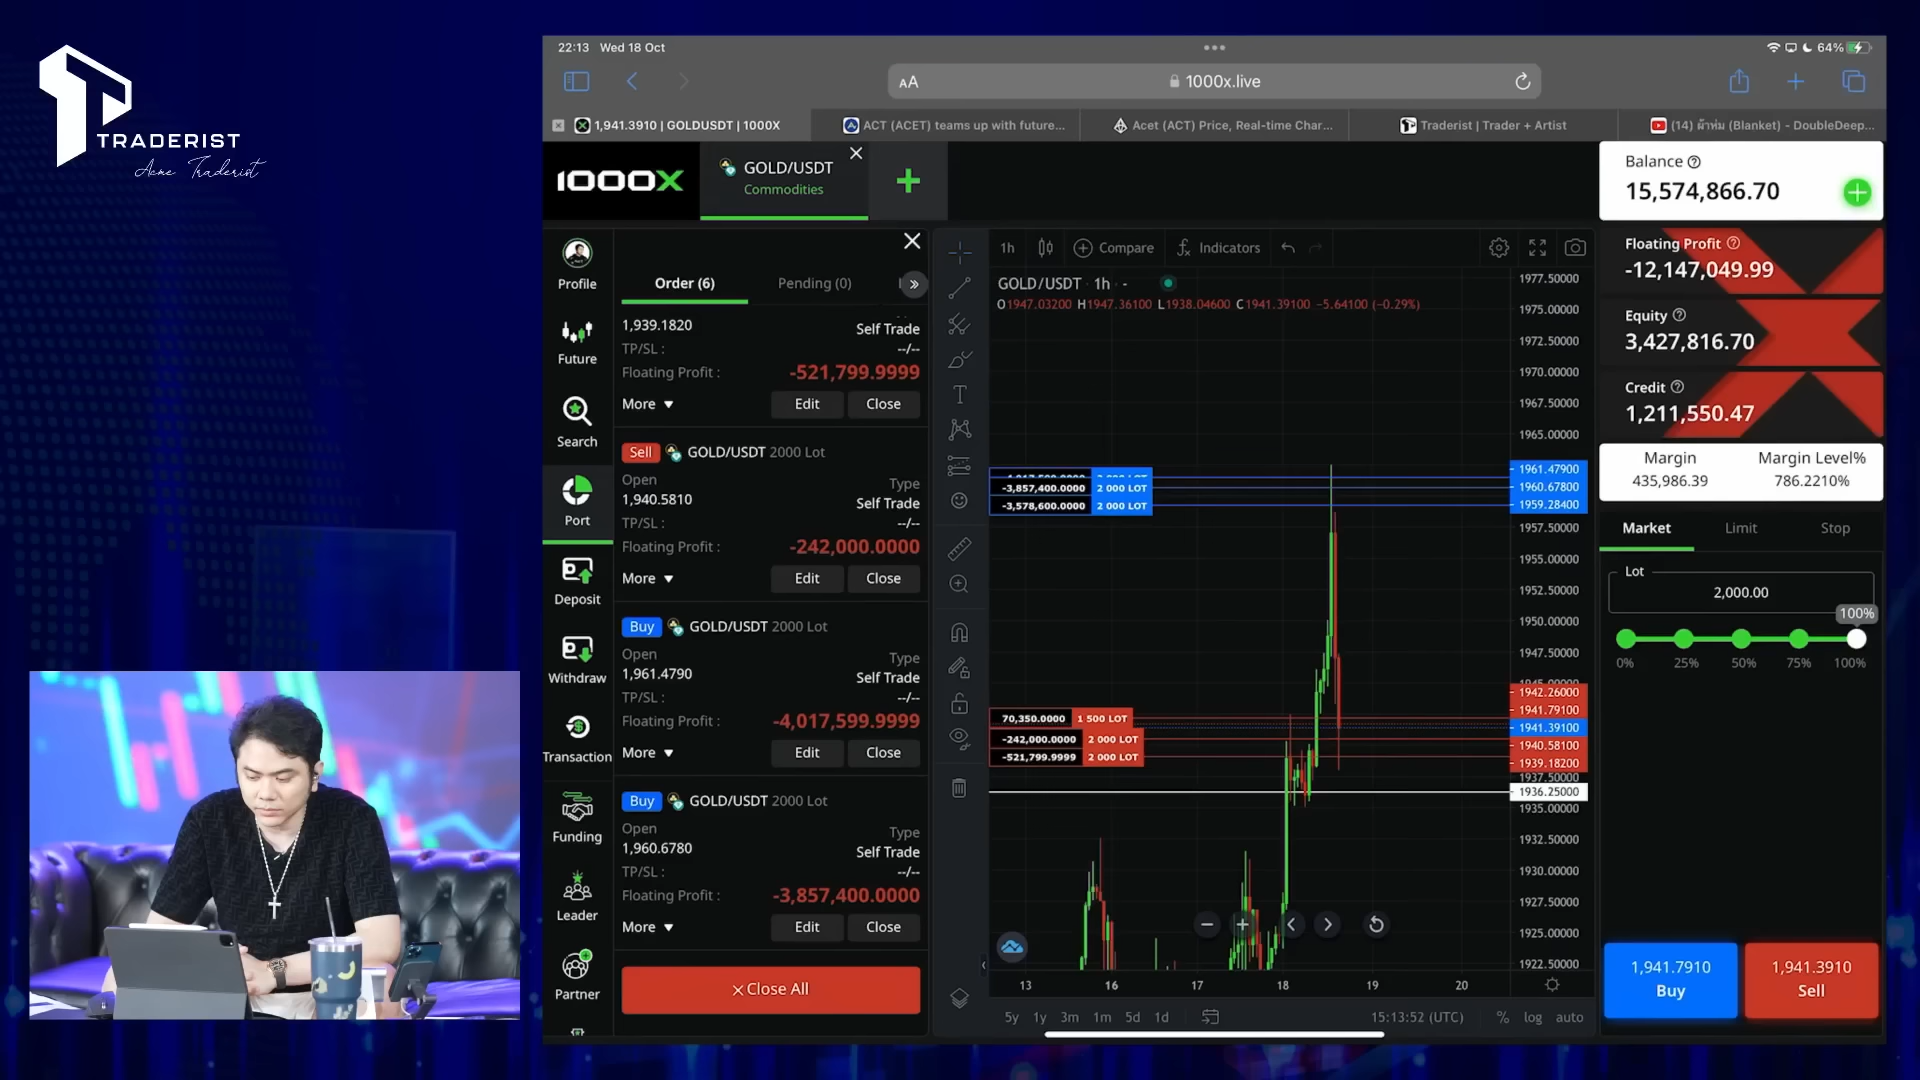 TRADERIST
Acme Traderist
22:13 Wed 18 Oct
64%
AA
1000x.live
1,941.3910 | GOLDUSDT | 1000X
ACT (ACET) teams up with future...
Acet (ACT) Price, Real-time Char...
Traderist | Trader + Artist
(14) ผ้าห่ม (Blanket) - DoubleDeep...
1000X
GOLD/USDT
Commodities
Balance
15,574,866.70
Floating Profit
-12,147,049.99
Equity
3,427,816.70
Credit
1,211,550.47
Margin
Margin Level%
435,986.39
786.2210%
Market
Limit
Stop
Lot
2,000.00
100%
0%
25%
50%
75%
100%
1,941.7910
Buy
1,941.3910
Sell
Profile
Future
Search
Port
Deposit
Withdraw
Transaction
Funding
Leader
Partner
Order (6)
Pending (0)
1,939.1820
Self Trade
TP/SL :
--/--
Floating Profit :
-521,799.9999
More
Edit
Close
Sell
GOLD/USDT 2000 Lot
Open
Type
1,940.5810
Self Trade
TP/SL :
--/--
Floating Profit :
-242,000.0000
More
Edit
Close
Buy
GOLD/USDT 2000 Lot
Open
Type
1,961.4790
Self Trade
TP/SL :
--/--
Floating Profit :
-4,017,599.9999
More
Edit
Close
Buy
GOLD/USDT 2000 Lot
Open
Type
1,960.6780
Self Trade
TP/SL :
--/--
Floating Profit :
-3,857,400.0000
More
Edit
Close
Close All
1h
Compare
Indicators
GOLD/USDT · 1h · -
O1947.03200 H1947.36100 L1938.04600 C1941.39100 -5.64100 (-0.29%)
-3,857,400.0000 2 000 LOT
-3,578,600.0000 2 000 LOT
70,350.0000 1 500 LOT
-242,000.0000 2 000 LOT
-521,799.9999 2 000 LOT
1977.50000
1975.00000
1972.50000
1970.00000
1967.50000
1965.00000
1961.47900
1960.67800
1959.28400
1957.50000
1955.00000
1952.50000
1950.00000
1947.50000
1942.26000
1941.79100
1941.39100
1940.58100
1939.18200
1937.50000
1936.25000
1935.00000
1932.50000
1930.00000
1927.50000
1925.00000
1922.50000
13
16
17
18
19
20
5y
1y
3m
1m
5d
1d
15:13:52 (UTC)
%
log
auto